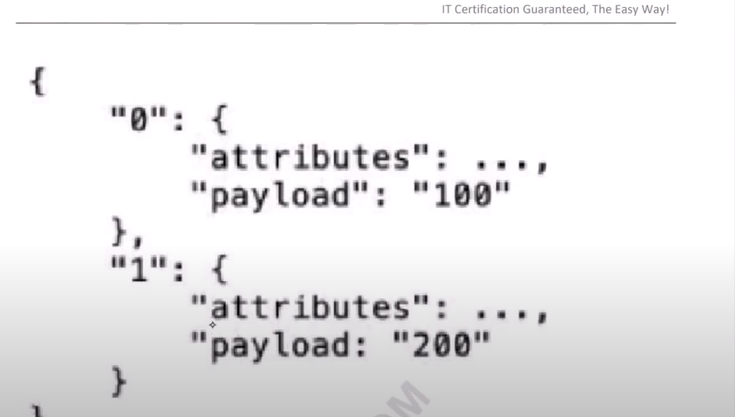 IT Certification Guaranteed, The Easy Way!
{
"0": {
"attributes": ...,
"payload": "100"
},
"1": {
"attributes": ...,
"payload: "200"
}
}